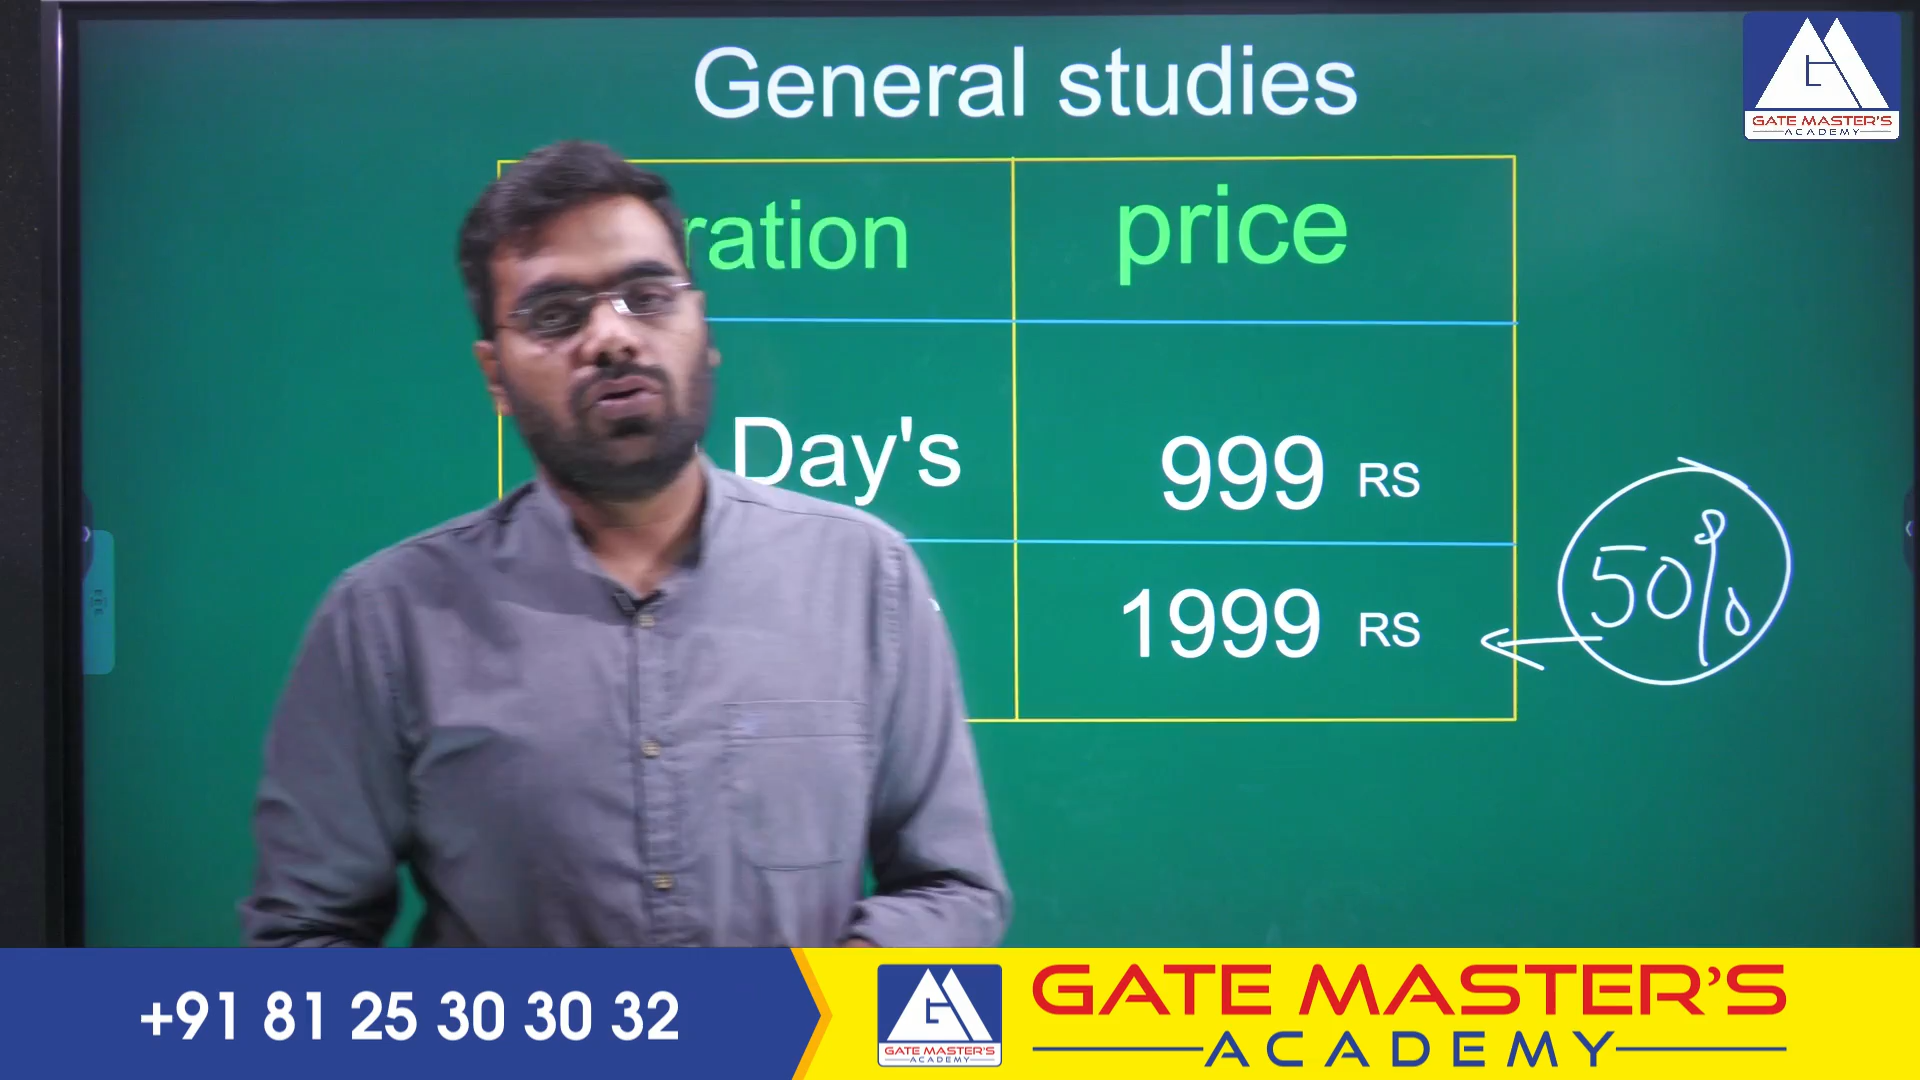 General studies
GATE MASTER'S
ACADEMY
ration
price
Day's
999 RS
1999 RS
50%
+91 81 25 30 30 32
GATE MASTER'S
ACADEMY
GATE MASTER'S
ACADEMY